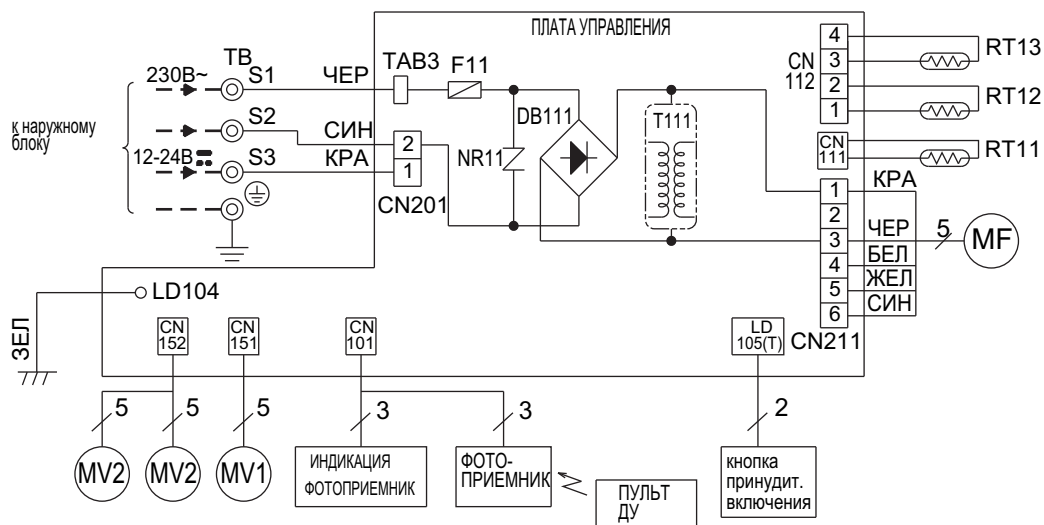 ПЛАТА УПРАВЛЕНИЯ
TB
230В~
S1
ЧЕР
TAB3
F11
S2
СИН
2
КРА
1
CN201
к наружному
блоку
12-24В
S3
NR11
DB111
T111
4
3
CN
112
2
1
RT13
RT12
CN
111
RT11
1
КРА
2
3
ЧЕР
5
MF
4
БЕЛ
5
ЖЕЛ
6
СИН
CN211
LD104
ЗЕЛ
CN
152
CN
151
CN
101
LD
105(T)
5
5
5
3
3
2
MV2
MV2
MV1
ИНДИКАЦИЯ
ФОТОПРИЕМНИК
ФОТО-
ПРИЕМНИК
ПУЛЬТ
ДУ
кнопка
принудит.
включения